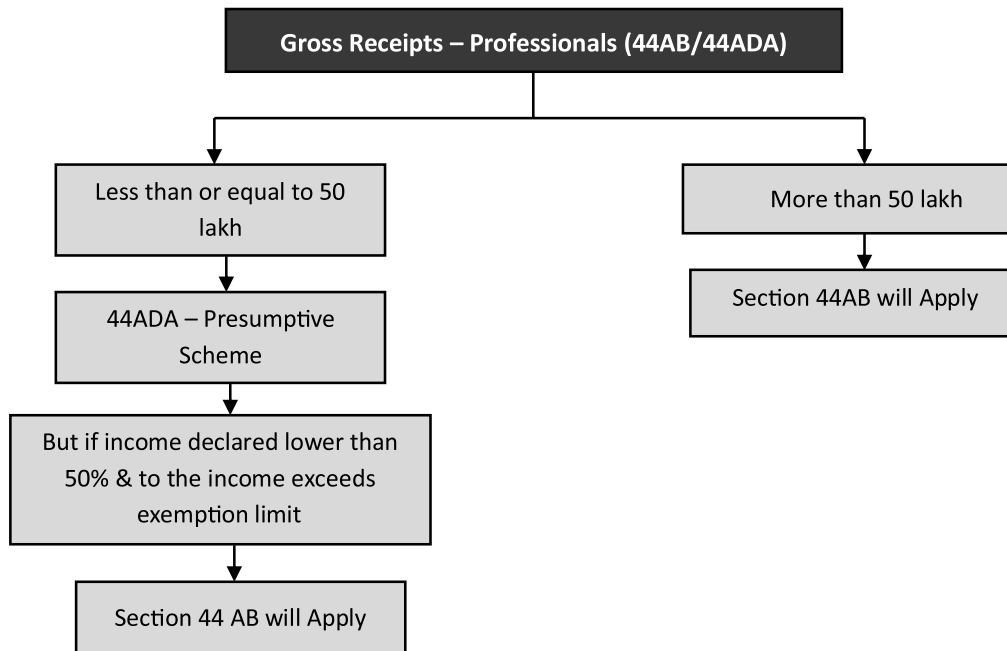 Gross Receipts – Professionals (44AB/44ADA)
Less than or equal to 50
lakh
44ADA – Presumptive
Scheme
But if income declared lower than
50% & to the income exceeds
exemption limit
Section 44 AB will Apply
More than 50 lakh
Section 44AB will Apply